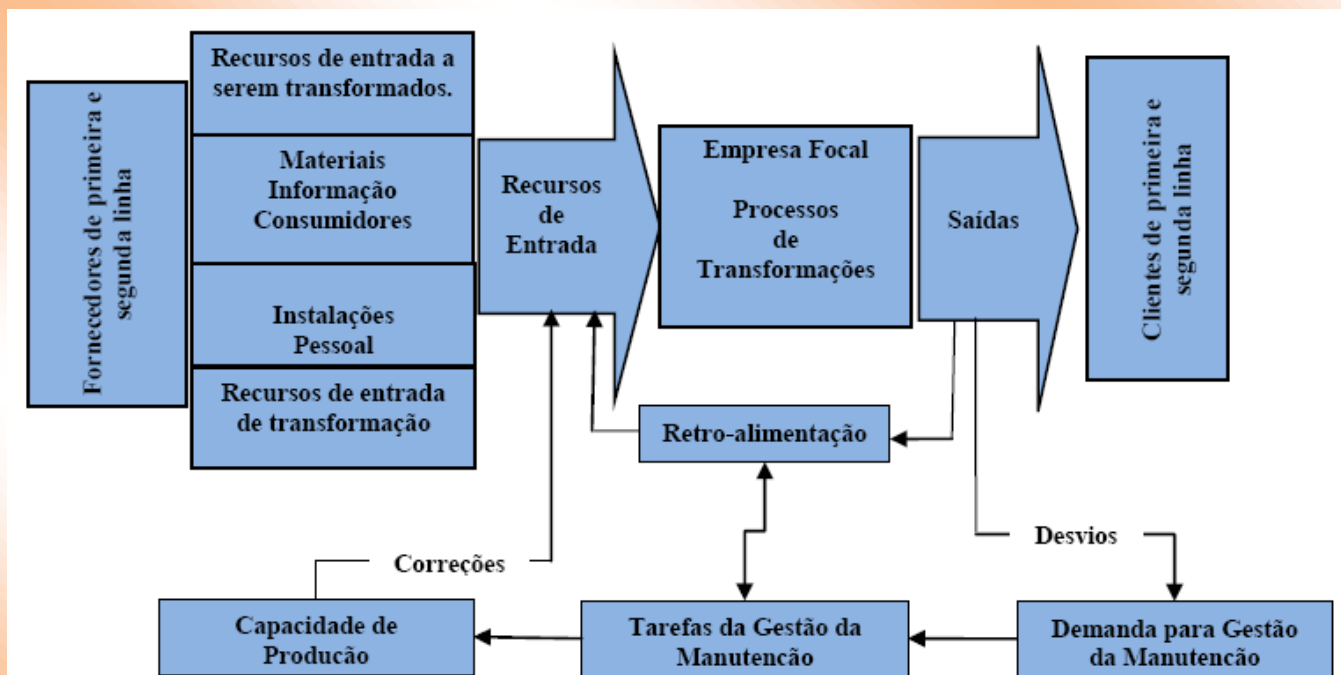 Fornecedores de primeira e
segunda linha
Recursos de entrada a
serem transformados.
Materiais
Informação
Consumidores
Instalações
Pessoal
Recursos de entrada
de transformação
Recursos
de
Entrada
Empresa Focal
Processos
de
Transformações
Saídas
Clientes de primeira e
segunda linha
Retro-alimentação
Correções
Desvios
Capacidade de
Producão
Tarefas da Gestão da
Manutencão
Demanda para Gestão
da Manutencão